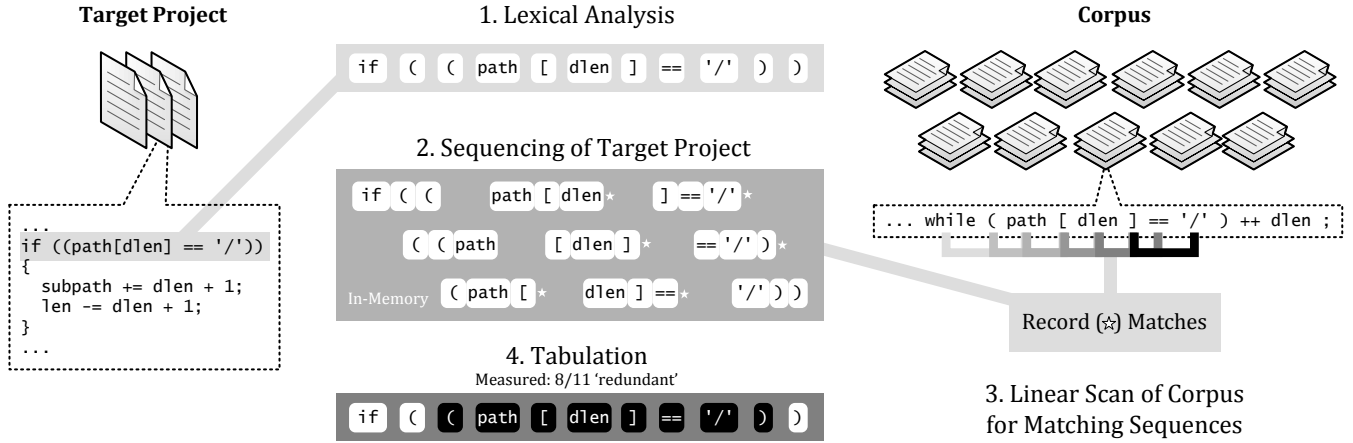 Target Project
...
if ((path[dlen] == '/'))
{
subpath += dlen + 1;
len -= dlen + 1;
}
...
1. Lexical Analysis
if ( ( path [ dlen ] == '/' ) )
2. Sequencing of Target Project
if ( ( path [ dlen★ ] == '/'★
( ( path [ dlen ]★ == '/' )★
In-Memory ( path [★ dlen ] ==★ '/' ) )
4. Tabulation
Measured: 8/11 ‘redundant’
if ( ( path [ dlen ] == '/' ) )
Corpus
... while ( path [ dlen ] == '/' ) ++ dlen ;
Record (☆) Matches
3. Linear Scan of Corpus
for Matching Sequences